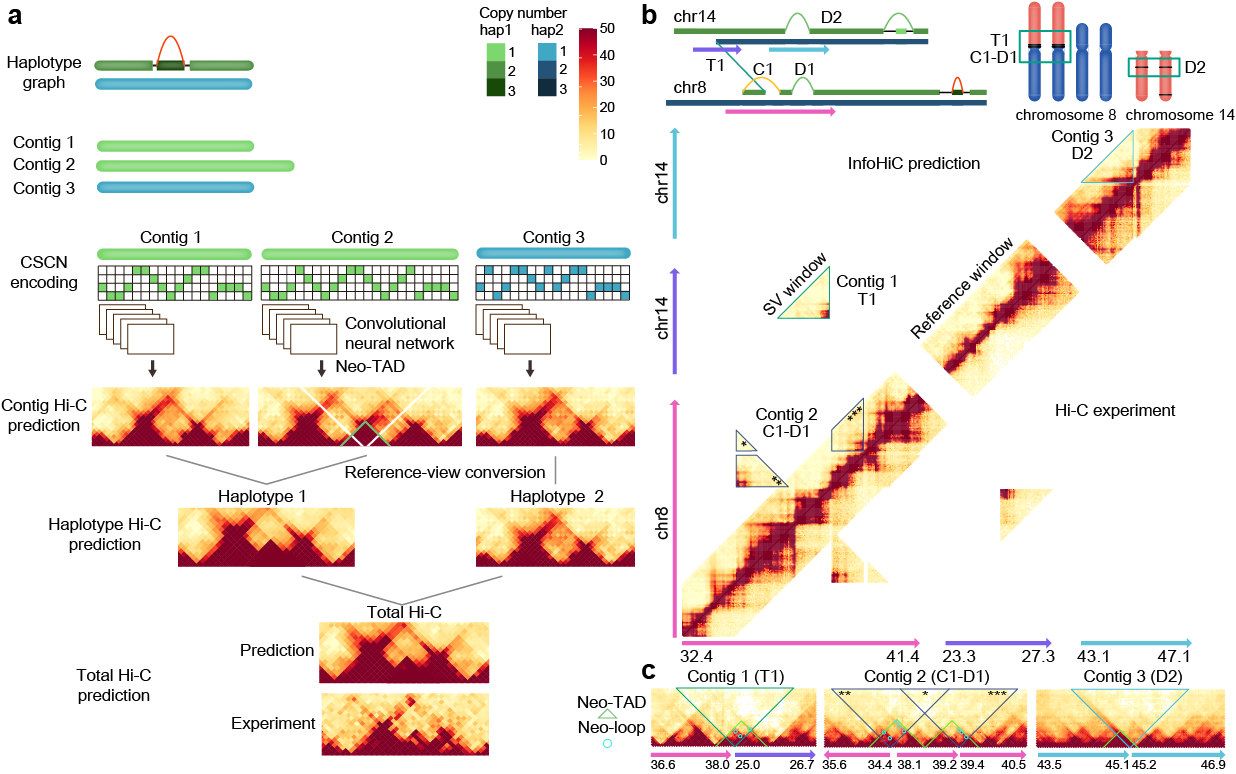 a
Copy number
hap1 hap2
1 1
2 2
3 3
50
40
30
20
10
0
Haplotype
graph
Contig 1
Contig 2
Contig 3
CSCN
encoding
Contig 1 Contig 2 Contig 3
Convolutional
neural network
Neo-TAD
Contig Hi-C
prediction
Reference-view conversion
Haplotype 1 Haplotype 2
Haplotype Hi-C
prediction
Total Hi-C
Prediction
Total Hi-C
prediction
Experiment
b
chr14 D2
T1 C1 D1
chr8
T1
C1-D1
D2
chromosome 8 chromosome 14
InfoHiC prediction
Contig 3
D2
chr14
Reference window
SV window
Contig 1
T1
chr14
Contig 2
C1-D1
*
**
***
Hi-C experiment
chr8
32.4 41.4 23.3 27.3 43.1 47.1
c
Contig 1 (T1) Contig 2 (C1-D1) Contig 3 (D2)
** * ***
Neo-TAD
Neo-loop
36.6 38.0 25.0 26.7 35.6 34.4 38.1 39.2 39.4 40.5 43.5 45.1 45.2 46.9